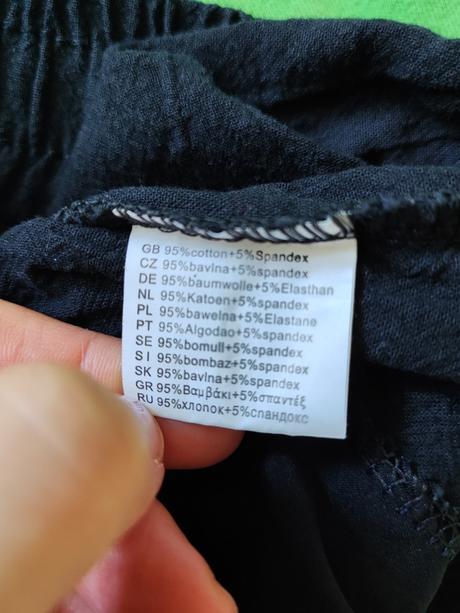 GB 95%cotton+5%Spandex
CZ 95%bavlna+5%spandex
DE 95%baumwolle+5%Elasthan
NL 95%Katoen+5%spandex
PL 95%bawełna+5%Elastane
PT 95%Algodao+5%spandex
SE 95%bomull+5%spandex
SI 95%bombaz+5%spandex
SK 95%bavlna+5%spandex
GR 95%Βαμβάκι+5%σπαντέξ
RU 95%хлопок+5%спандокс